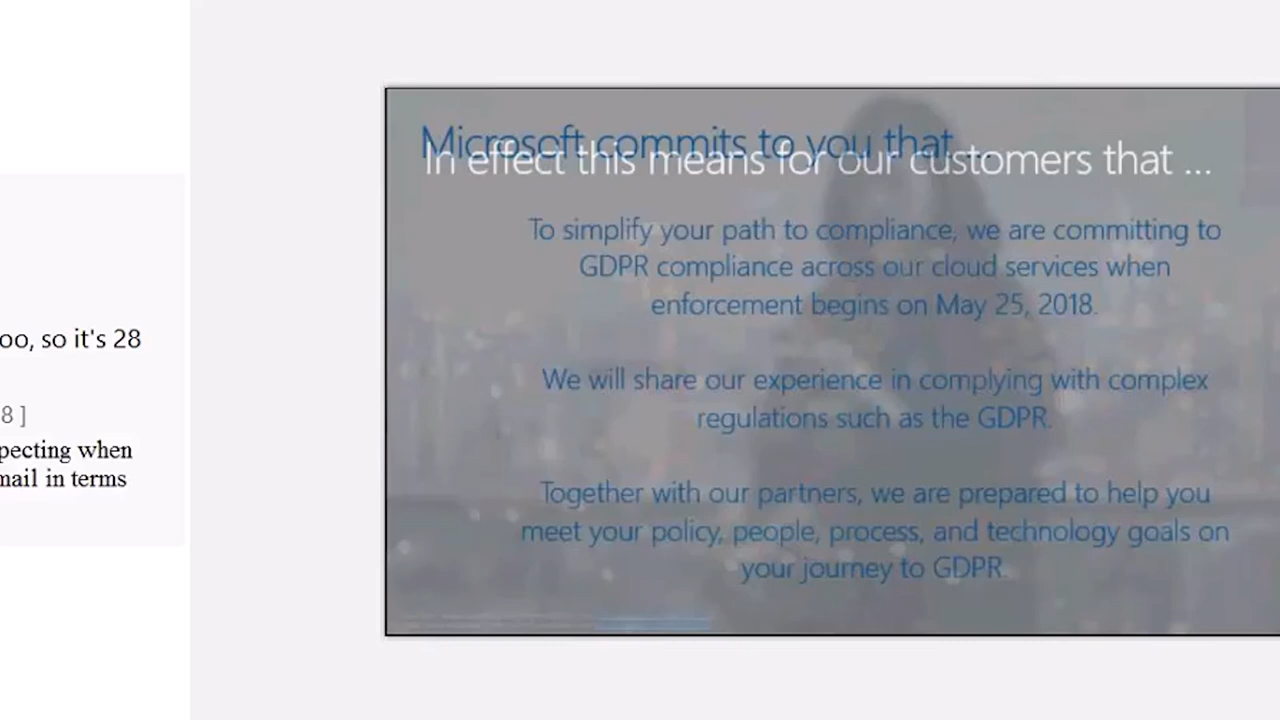 oo, so it's 28
8 ]
pecting when
mail in terms
Microsoft commits to you that ...
In effect this means for our customers that ...
To simplify your path to compliance, we are committing to
GDPR compliance across our cloud services when
enforcement begins on May 25, 2018.
We will share our experience in complying with complex
regulations such as the GDPR.
Together with our partners, we are prepared to help you
meet your policy, people, process, and technology goals on
your journey to GDPR.